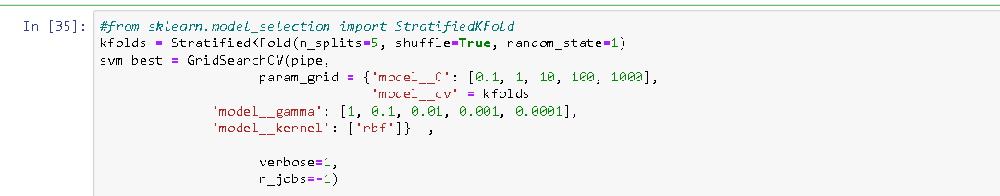 In [35]: #from sklearn.model_selection import StratifiedKFold
kfolds = StratifiedKFold(n_splits=5, shuffle=True, random_state=1)
svm_best = GridSearchCV(pipe,
param_grid = {'model__C': [0.1, 1, 10, 100, 1000],
'model__cv' = kfolds
'model__gamma': [1, 0.1, 0.01, 0.001, 0.0001],
'model__kernel': ['rbf']} ,
verbose=1,
n_jobs=-1)